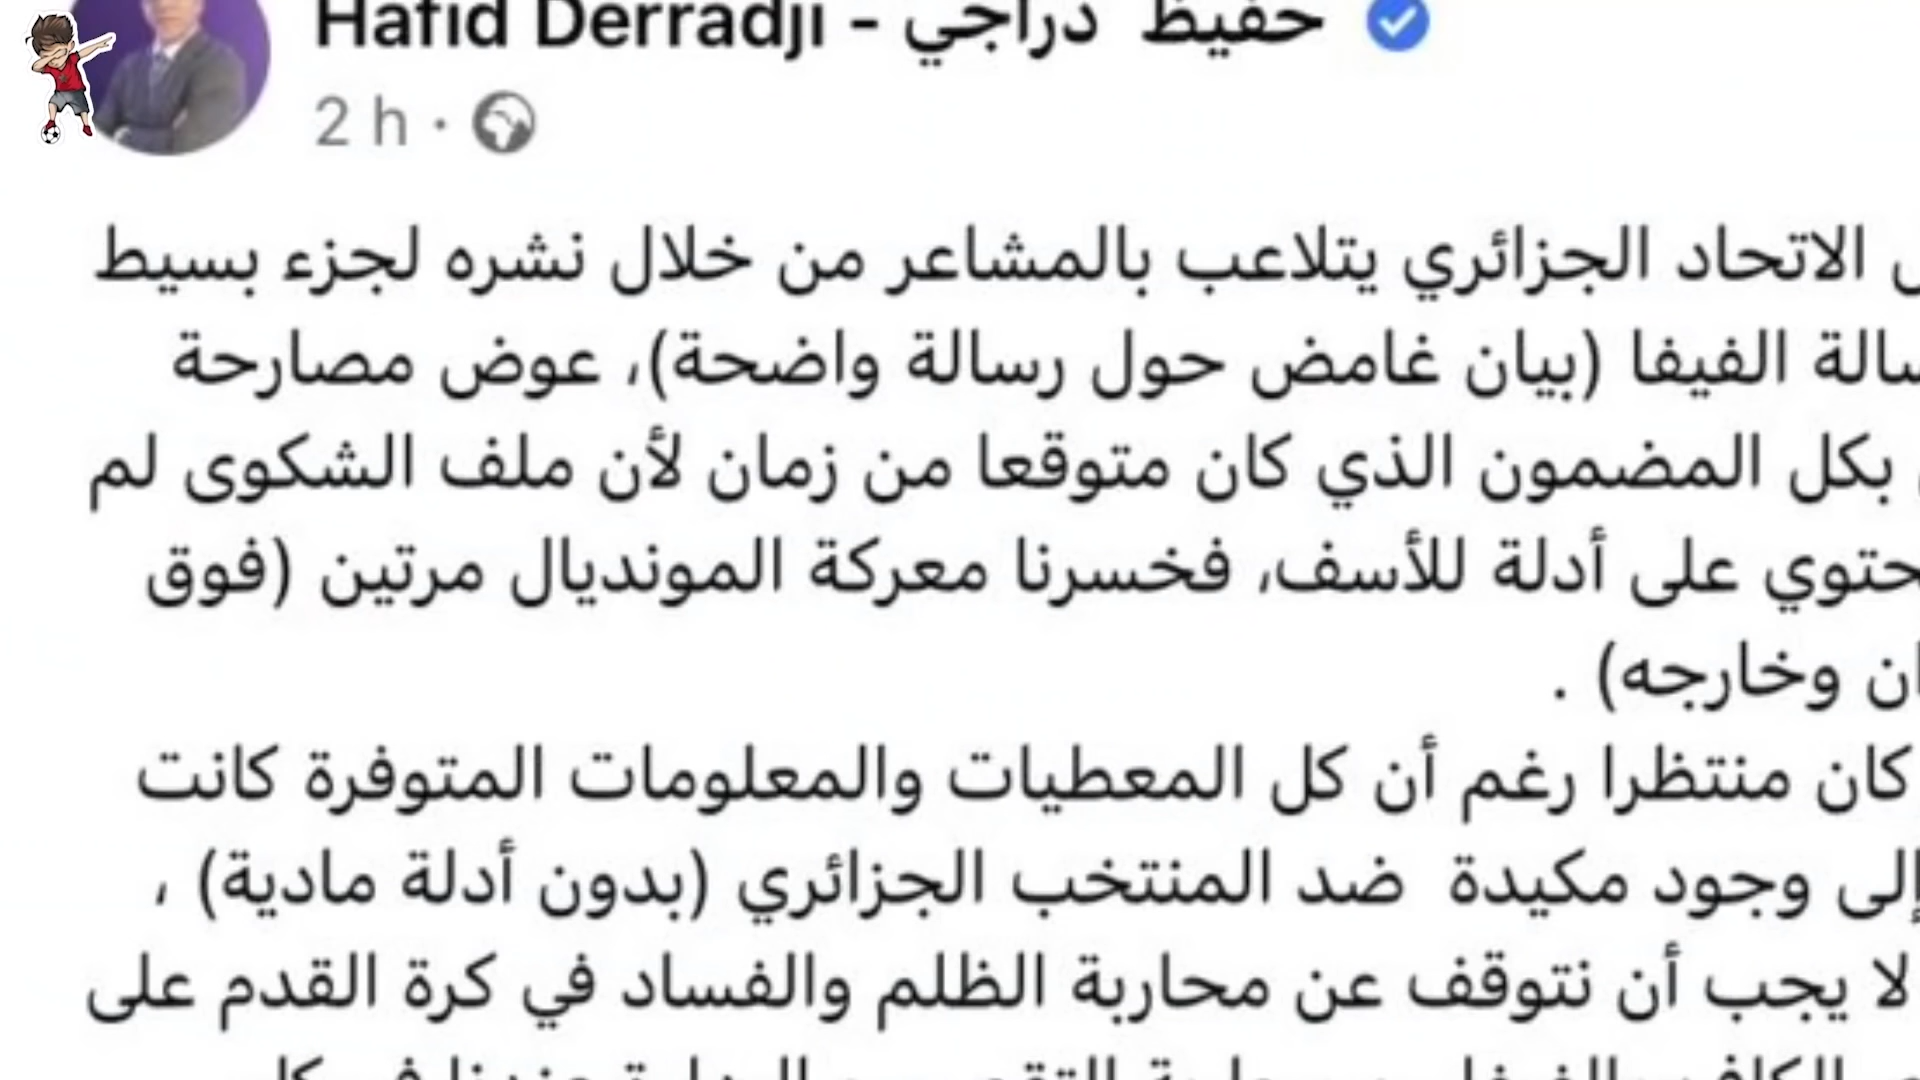 Hafid Derradji - حفيظ دراجي
2 h
الاتحاد الجزائري يتلاعب بالمشاعر من خلال نشره لجزء بسيط
الفيفا (بيان غامض حول رسالة واضحة)، عوض مصارحة
بكل المضمون الذي كان متوقعا من زمان لأن ملف الشكوى لم
على أدلة للأسف، فخسرنا معركة المونديال مرتين (فوق
وخارجه) .
كان منتظرا رغم أن كل المعطيات والمعلومات المتوفرة كانت
إلى وجود مكيدة ضد المنتخب الجزائري (بدون أدلة مادية) ،
لا يجب أن نتوقف عن محاربة الظلم والفساد في كرة القدم على